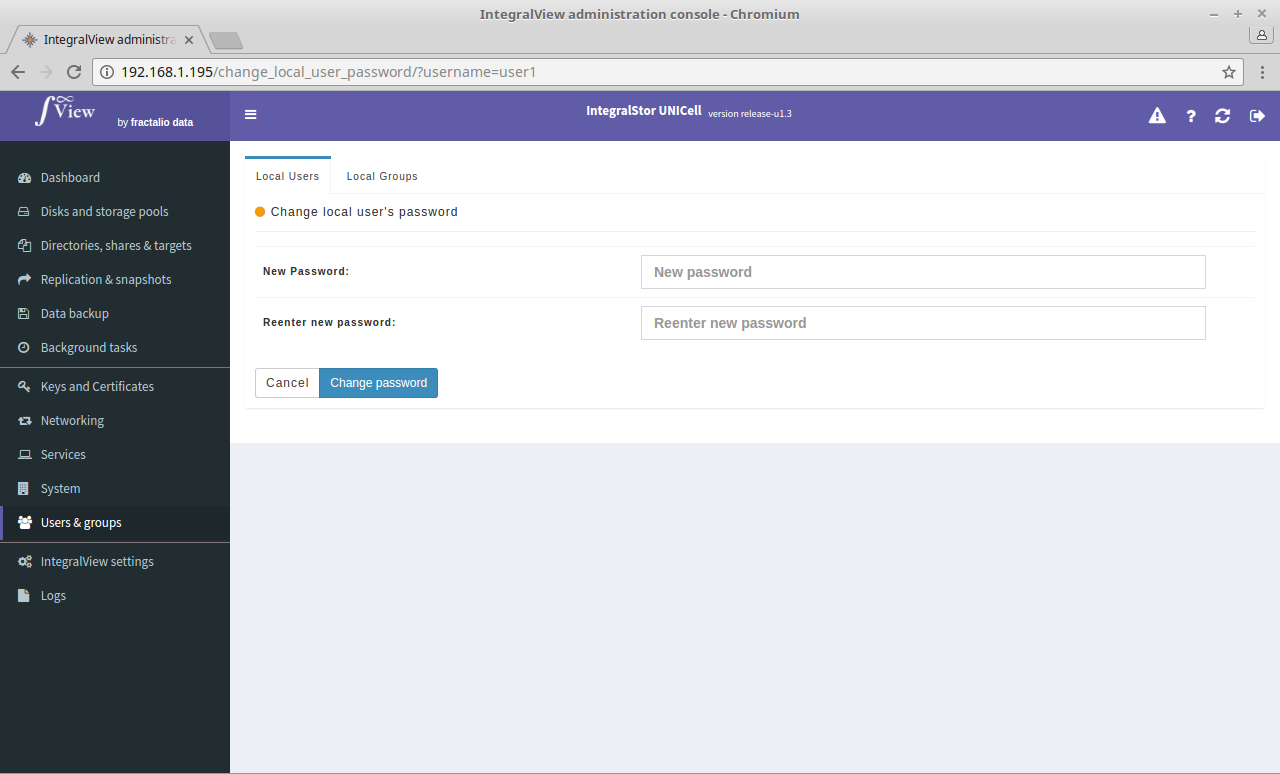 IntegralView administration console - Chromium
IntegralView administra
192.168.1.195/change_local_user_password/?username=user1
View by fractalio data
IntegralStor UNICell version release-u1.3
Dashboard
Disks and storage pools
Directories, shares & targets
Replication & snapshots
Data backup
Background tasks
Keys and Certificates
Networking
Services
System
Users & groups
IntegralView settings
Logs
Local Users Local Groups
Change local user's password
New Password: New password
Reenter new password: Reenter new password
Cancel Change password